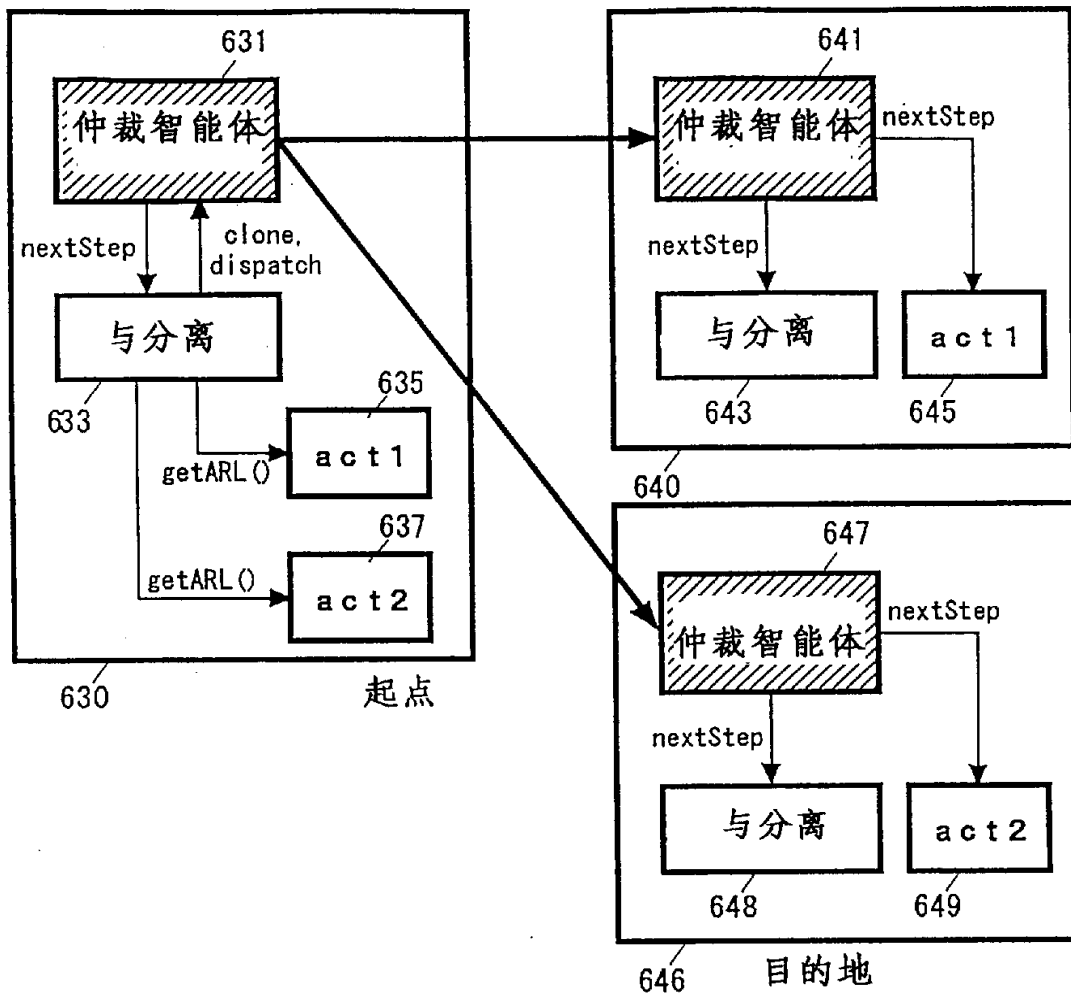 631
仲裁智能体
nextStep
clone,
dispatch
与分离
633
635
act1
getARL()
637
act2
getARL()
630
起点
641
仲裁智能体
nextStep
nextStep
与分离
act1
643
645
640
647
仲裁智能体
nextStep
nextStep
与分离
act2
648
649
646
目的地